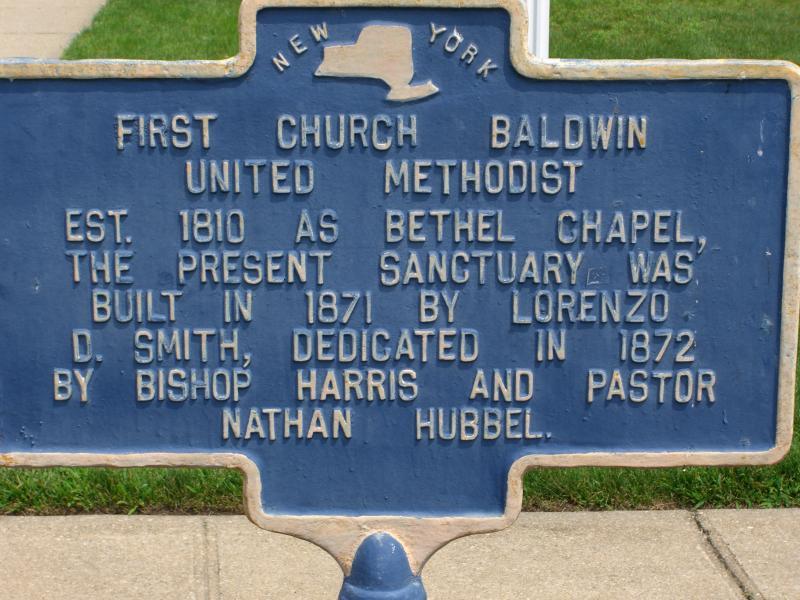 NEW YORK
FIRST CHURCH BALDWIN
UNITED METHODIST
EST. 1810 AS BETHEL CHAPEL,
THE PRESENT SANCTUARY WAS
BUILT IN 1871 BY LORENZO
D. SMITH, DEDICATED IN 1872
BY BISHOP HARRIS AND PASTOR
NATHAN HUBBEL.